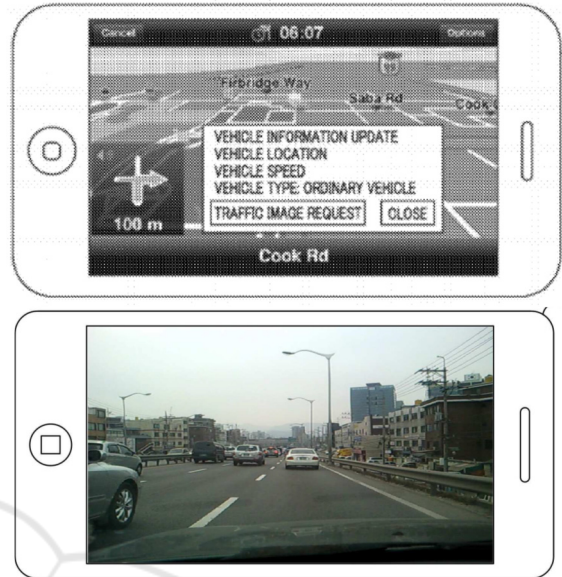 Cancel
06:07
Options
Firbridge Way
Saba Rd
VEHICLE INFORMATION UPDATE
VEHICLE LOCATION
VEHICLE SPEED
VEHICLE TYPE: ORDINARY VEHICLE
TRAFFIC IMAGE REQUEST
CLOSE
100 m
Cook Rd